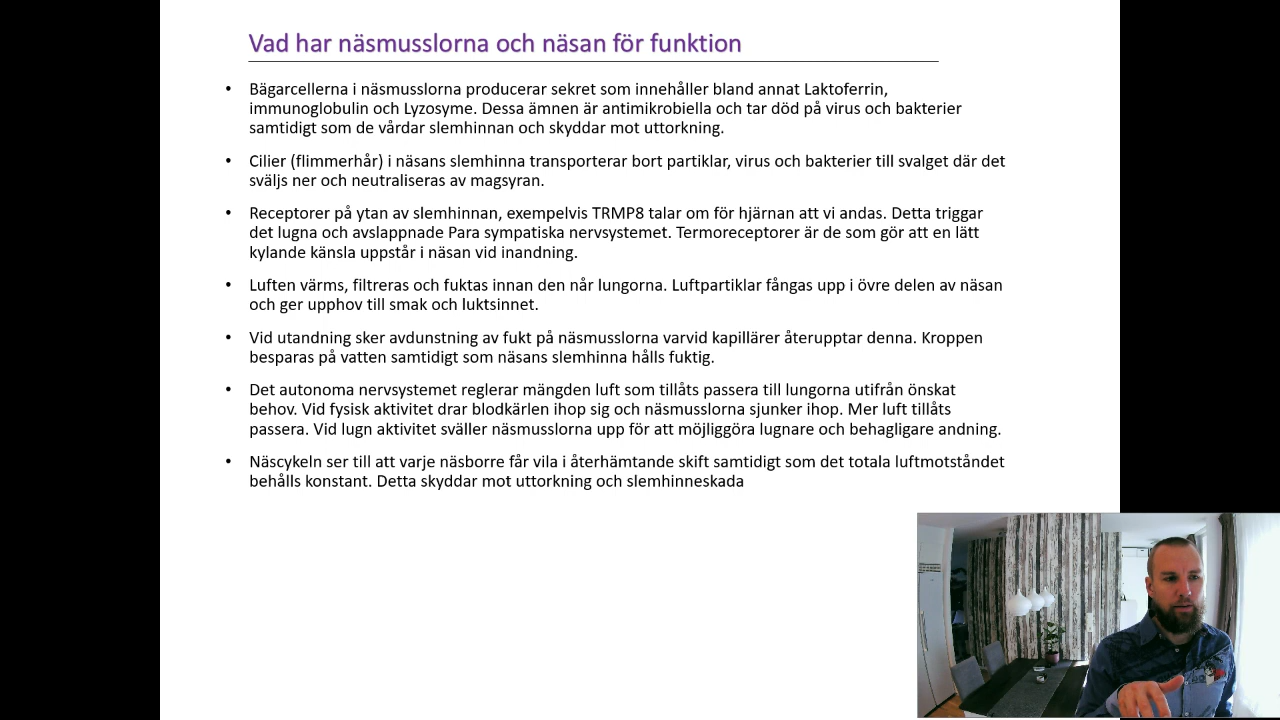 Vad har näsmusslorna och näsan för funktion
• Bägarcellerna i näsmusslorna producerar sekret som innehåller bland annat Laktoferrin,
immunoglobulin och Lyzosyme. Dessa ämnen är antimikrobiella och tar död på virus och bakterier
samtidigt som de vårdar slemhinnan och skyddar mot uttorkning.
• Cilier (flimmerhår) i näsans slemhinna transporterar bort partiklar, virus och bakterier till svalget där det
sväljs ner och neutraliseras av magsyran.
• Receptorer på ytan av slemhinnan, exempelvis TRMP8 talar om för hjärnan att vi andas. Detta triggar
det lugna och avslappnade Para sympatiska nervsystemet. Termoreceptorer är de som gör att en lätt
kylande känsla uppstår i näsan vid inandning.
• Luften värms, filtreras och fuktas innan den når lungorna. Luftpartiklar fångas upp i övre delen av näsan
och ger upphov till smak och luktsinnet.
• Vid utandning sker avdunstning av fukt på näsmusslorna varvid kapillärer återupptar denna. Kroppen
besparas på vatten samtidigt som näsans slemhinna hålls fuktig.
• Det autonoma nervsystemet reglerar mängden luft som tillåts passera till lungorna utifrån önskat
behov. Vid fysisk aktivitet drar blodkärlen ihop sig och näsmusslorna sjunker ihop. Mer luft tillåts
passera. Vid lugn aktivitet sväller näsmusslorna upp för att möjliggöra lugnare och behagligare andning.
• Näscykeln ser till att varje näsborre får vila i återhämtande skift samtidigt som det totala luftmotståndet
behålls konstant. Detta skyddar mot uttorkning och slemhinneskada